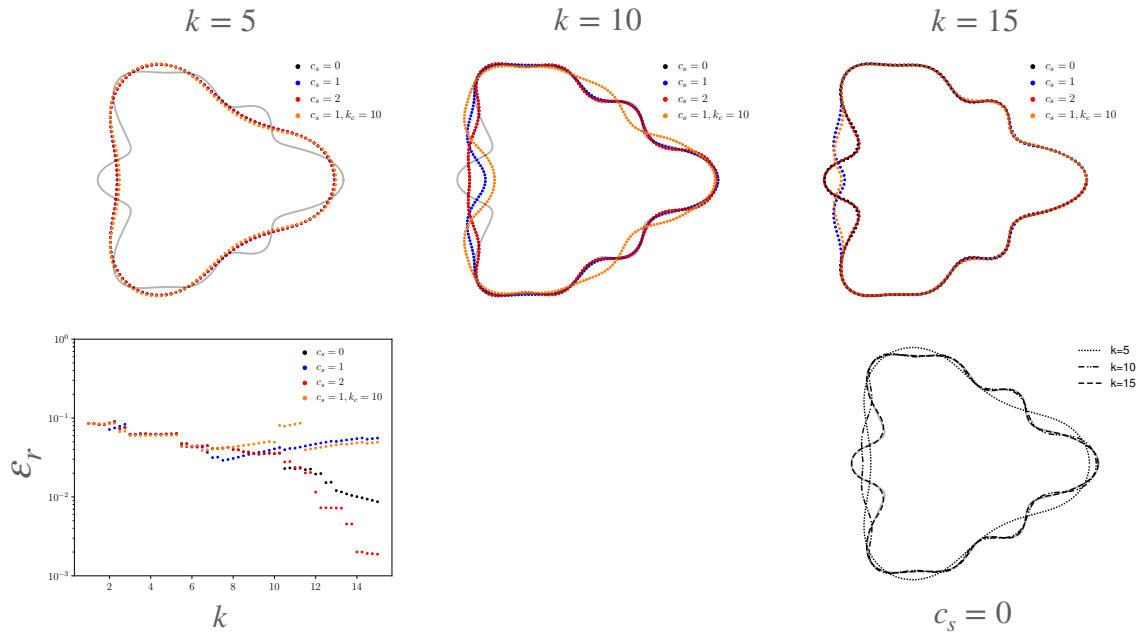 k = 5
k = 10
k = 15
c_s = 0
c_s = 1
c_s = 2
c_s = 1, k_c = 10
c_s = 0
c_s = 1
c_s = 2
c_s = 1, k_c = 10
c_s = 0
c_s = 1
c_s = 2
c_s = 1, k_c = 10
10^0
10^{-1}
10^{-2}
10^{-3}
ε_r
c_s = 0
c_s = 1
c_s = 2
c_s = 1, k_c = 10
2 4 6 8 10 12 14
k
k=5
k=10
k=15
c_s = 0